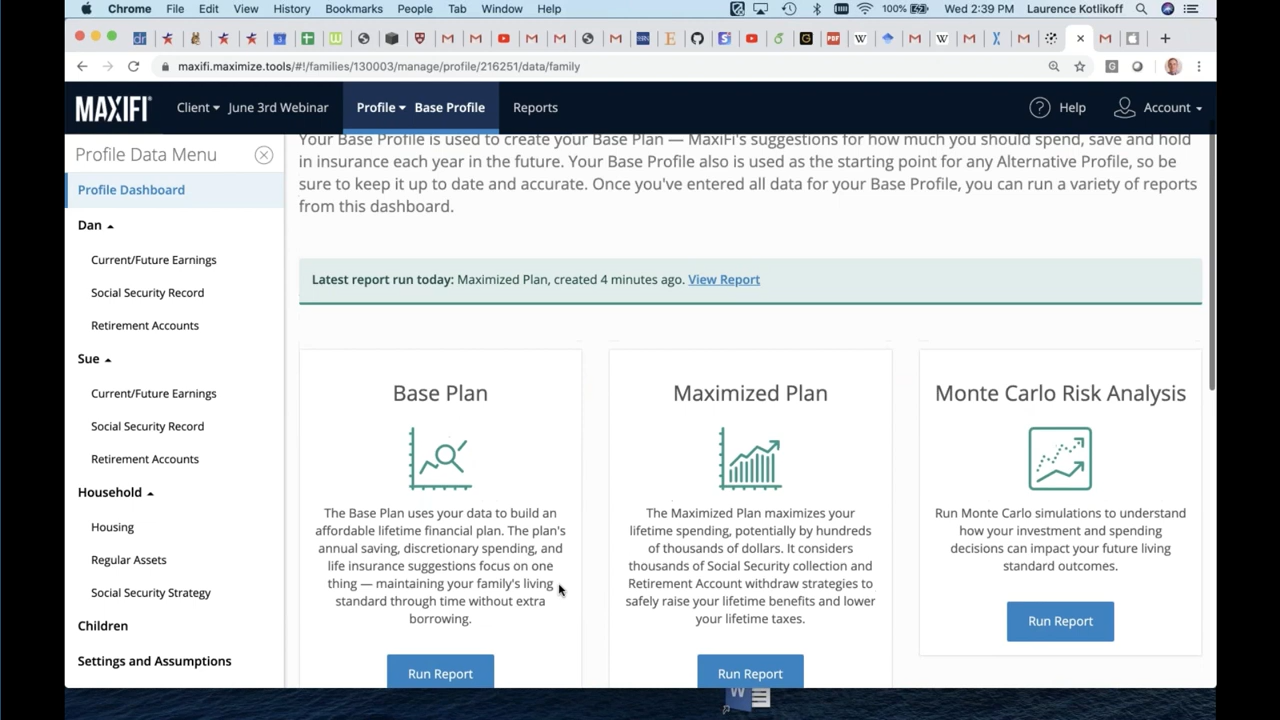 Chrome File Edit View History Bookmarks People Tab Window Help 100% Wed 2:39 PM Laurence Kotlikoff
maxifi.maximize.tools/#!/families/130003/manage/profile/216251/data/family
MAXIFI Client June 3rd Webinar Profile Base Profile Reports Help Account
Profile Data Menu
Profile Dashboard
Dan
Current/Future Earnings
Social Security Record
Retirement Accounts
Sue
Current/Future Earnings
Social Security Record
Retirement Accounts
Household
Housing
Regular Assets
Social Security Strategy
Children
Settings and Assumptions
Your Base Profile is used to create your Base Plan — MaxiFi's suggestions for how much you should spend, save and hold
in insurance each year in the future. Your Base Profile also is used as the starting point for any Alternative Profile, so be
sure to keep it up to date and accurate. Once you've entered all data for your Base Profile, you can run a variety of reports
from this dashboard.
Latest report run today: Maximized Plan, created 4 minutes ago. View Report
Base Plan
The Base Plan uses your data to build an
affordable lifetime financial plan. The plan's
annual saving, discretionary spending, and
life insurance suggestions focus on one
thing — maintaining your family's living
standard through time without extra
borrowing.
Run Report
Maximized Plan
The Maximized Plan maximizes your
lifetime spending, potentially by hundreds
of thousands of dollars. It considers
thousands of Social Security collection and
Retirement Account withdraw strategies to
safely raise your lifetime benefits and lower
your lifetime taxes.
Run Report
Monte Carlo Risk Analysis
Run Monte Carlo simulations to understand
how your investment and spending
decisions can impact your future living
standard outcomes.
Run Report
W